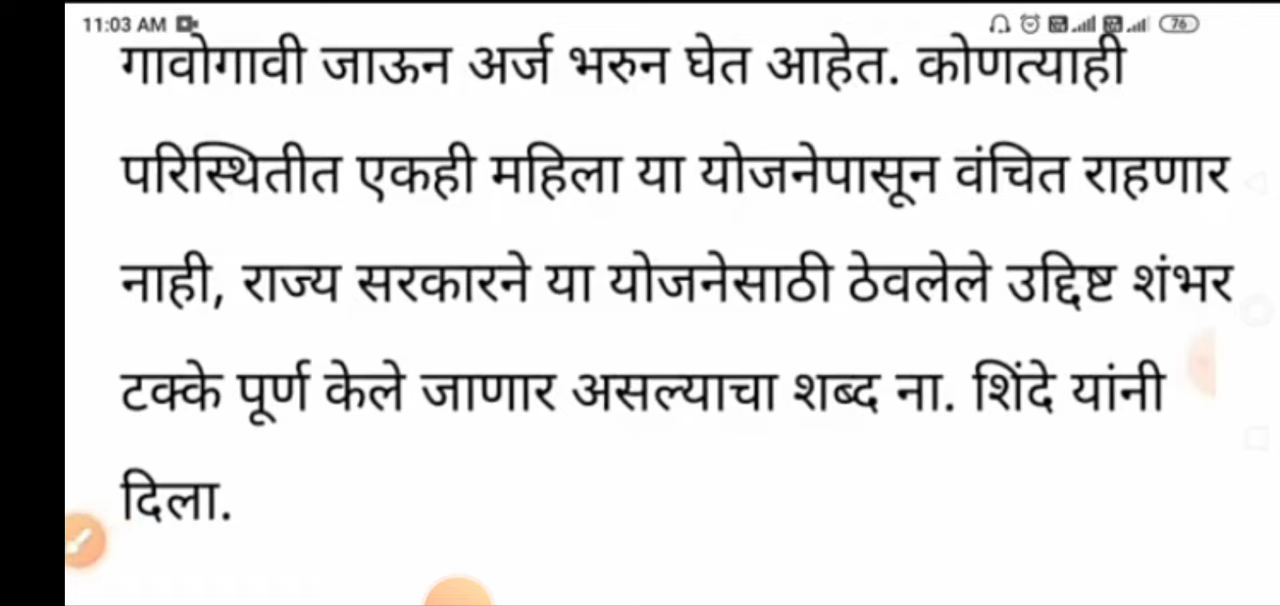 11:03 AM 76
गावोगावी जाऊन अर्ज भरुन घेत आहेत. कोणत्याही
परिस्थितीत एकही महिला या योजनेपासून वंचित राहणार
नाही, राज्य सरकारने या योजनेसाठी ठेवलेले उद्दिष्ट शंभर
टक्के पूर्ण केले जाणार असल्याचा शब्द ना. शिंदे यांनी
दिला.